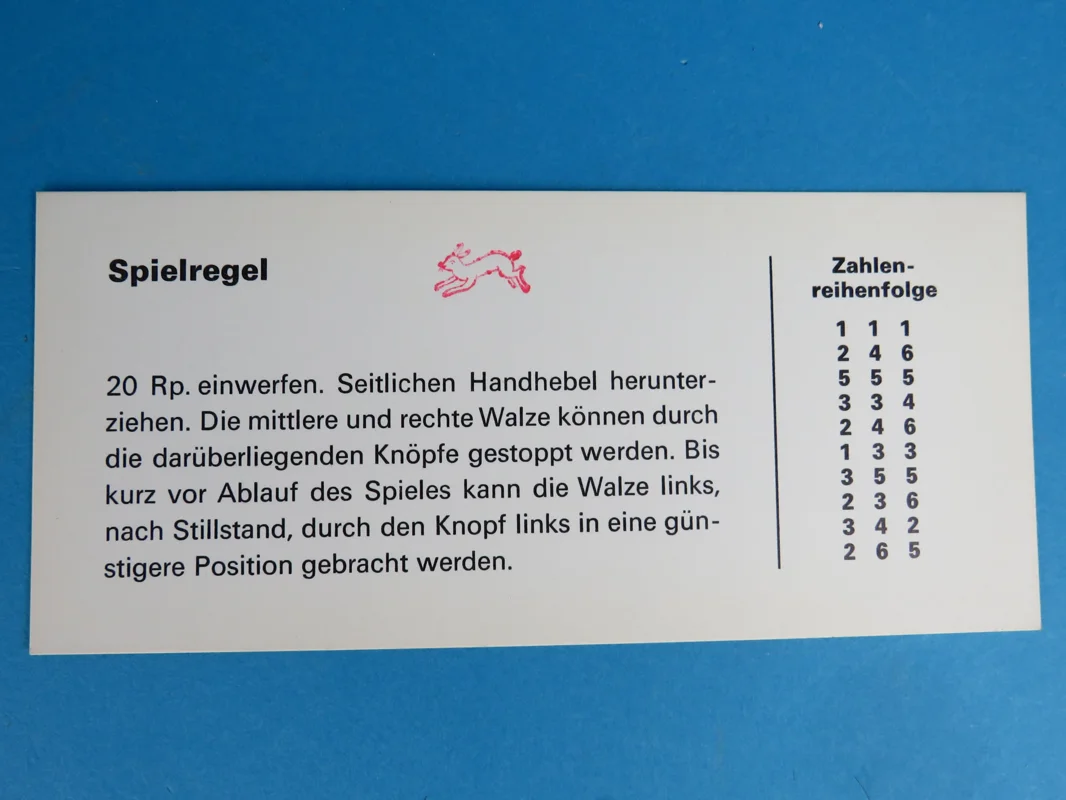 Spielregel
20 Rp. einwerfen. Seitlichen Handhebel herunter-
ziehen. Die mittlere und rechte Walze können durch
die darüberliegenden Knöpfe gestoppt werden. Bis
kurz vor Ablauf des Spieles kann die Walze links,
nach Stillstand, durch den Knopf links in eine gün-
stigere Position gebracht werden.
Zahlen-
reihenfolge
1 1 1
2 4 6
5 5 5
3 3 4
2 4 6
1 3 3
3 5 5
2 3 6
3 4 2
2 6 5